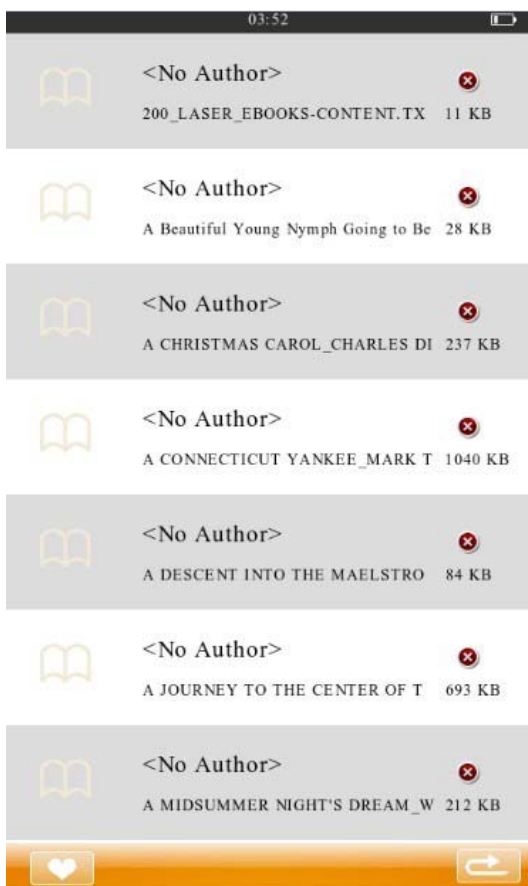 03:52
<No Author>
200_LASER_EBOOKS-CONTENT.TX 11 KB
<No Author>
A Beautiful Young Nymph Going to Be 28 KB
<No Author>
A CHRISTMAS CAROL_CHARLES DI 237 KB
<No Author>
A CONNECTICUT YANKEE_MARK T 1040 KB
<No Author>
A DESCENT INTO THE MAELSTRO 84 KB
<No Author>
A JOURNEY TO THE CENTER OF T 693 KB
<No Author>
A MIDSUMMER NIGHT'S DREAM_W 212 KB